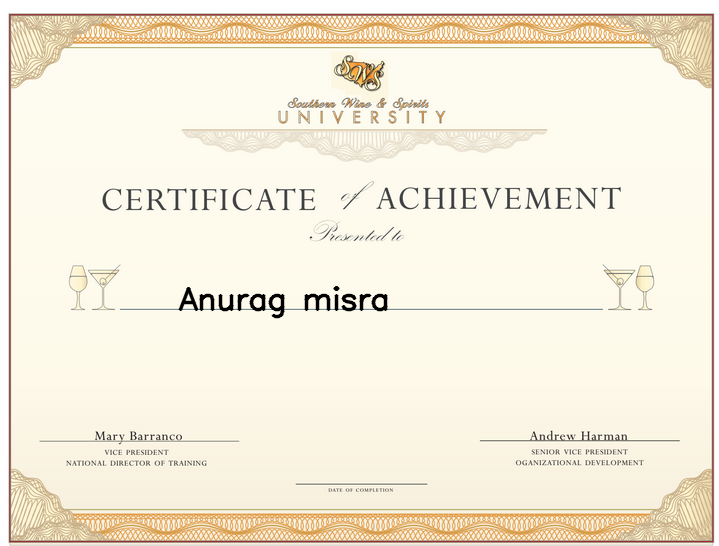 SWS
Southern Wine & Spirits
UNIVERSITY
CERTIFICATE of ACHIEVEMENT
Presented to
Anurag misra
Mary Barranco
VICE PRESIDENT
NATIONAL DIRECTOR OF TRAINING
Andrew Harman
SENIOR VICE PRESIDENT
OGANIZATIONAL DEVELOPMENT
DATE OF COMPLETION